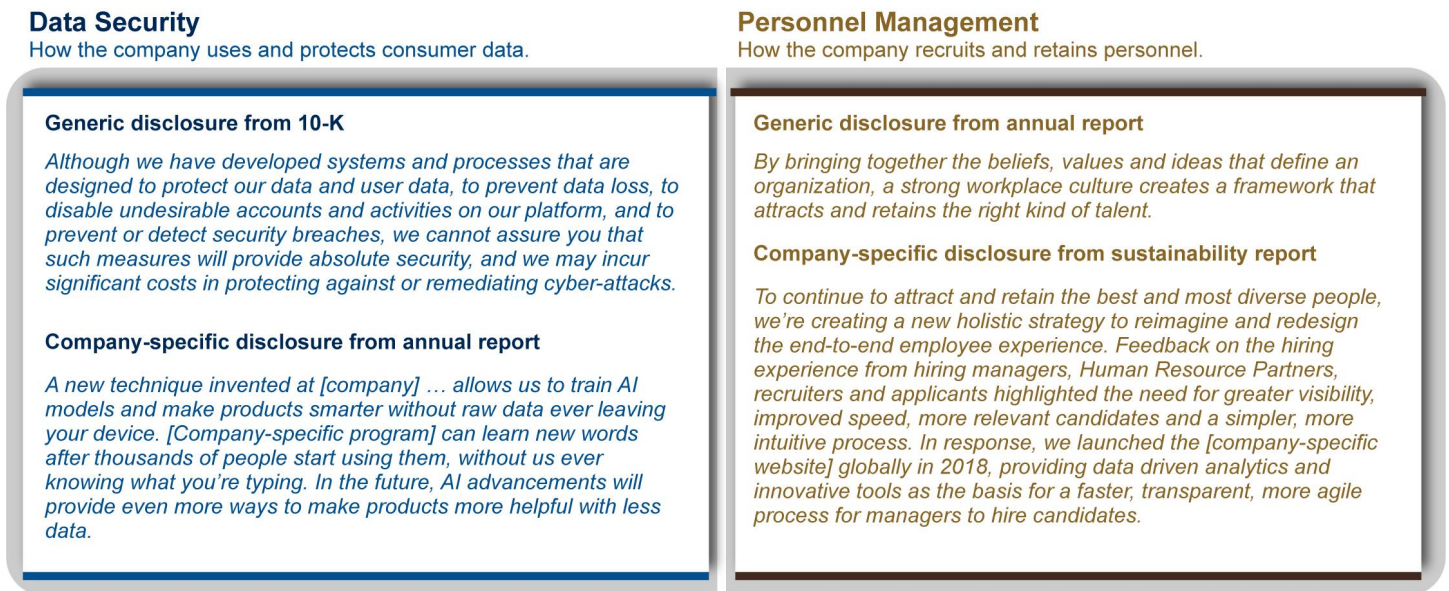 Data Security
How the company uses and protects consumer data.
Generic disclosure from 10-K
Although we have developed systems and processes that are
designed to protect our data and user data, to prevent data loss, to
disable undesirable accounts and activities on our platform, and to
prevent or detect security breaches, we cannot assure you that
such measures will provide absolute security, and we may incur
significant costs in protecting against or remediating cyber-attacks.
Company-specific disclosure from annual report
A new technique invented at [company] … allows us to train AI
models and make products smarter without raw data ever leaving
your device. [Company-specific program] can learn new words
after thousands of people start using them, without us ever
knowing what you're typing. In the future, AI advancements will
provide even more ways to make products more helpful with less
data.
Personnel Management
How the company recruits and retains personnel.
Generic disclosure from annual report
By bringing together the beliefs, values and ideas that define an
organization, a strong workplace culture creates a framework that
attracts and retains the right kind of talent.
Company-specific disclosure from sustainability report
To continue to attract and retain the best and most diverse people,
we're creating a new holistic strategy to reimagine and redesign
the end-to-end employee experience. Feedback on the hiring
experience from hiring managers, Human Resource Partners,
recruiters and applicants highlighted the need for greater visibility,
improved speed, more relevant candidates and a simpler, more
intuitive process. In response, we launched the [company-specific
website] globally in 2018, providing data driven analytics and
innovative tools as the basis for a faster, transparent, more agile
process for managers to hire candidates.